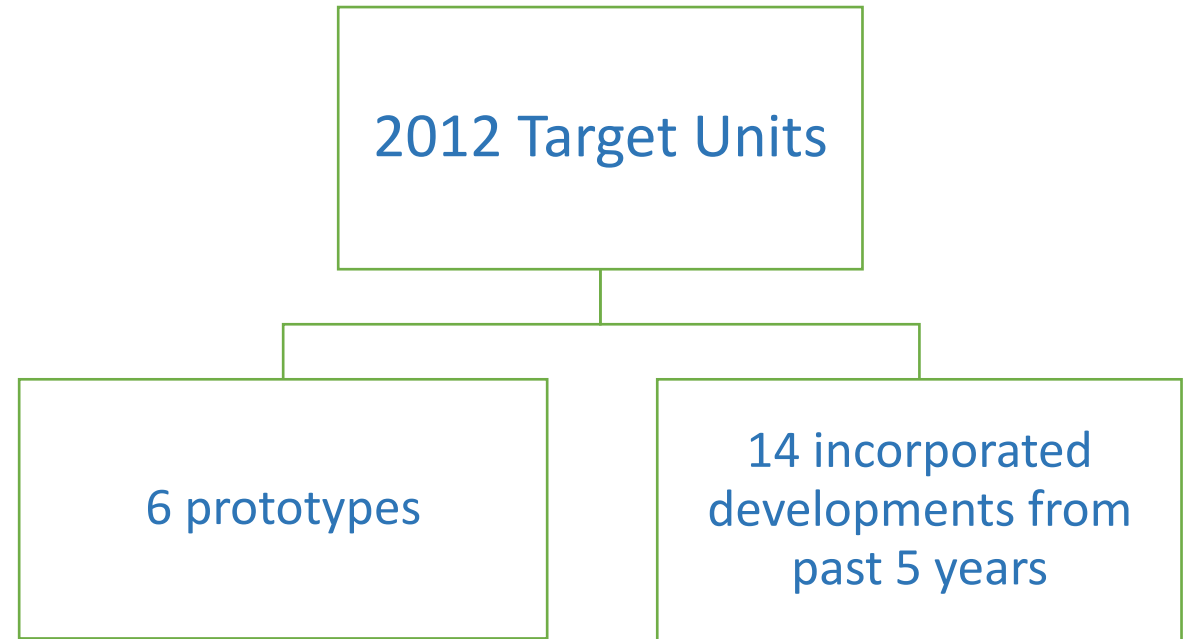 2012 Target Units
6 prototypes
14 incorporated
developments from
past 5 years